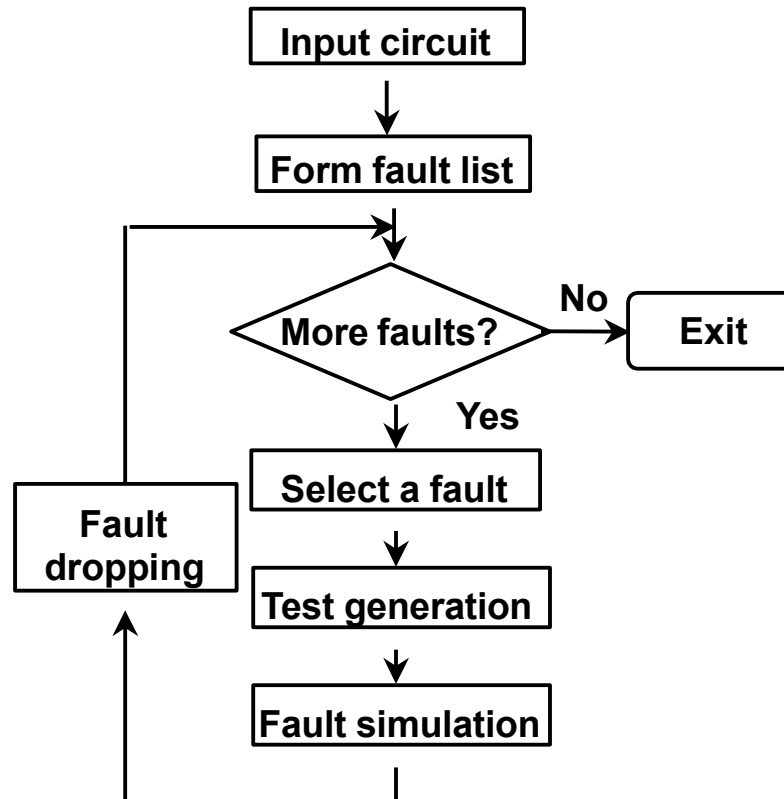 Input circuit
Form fault list
More faults?
No
Exit
Yes
Select a fault
Fault
dropping
Test generation
Fault simulation